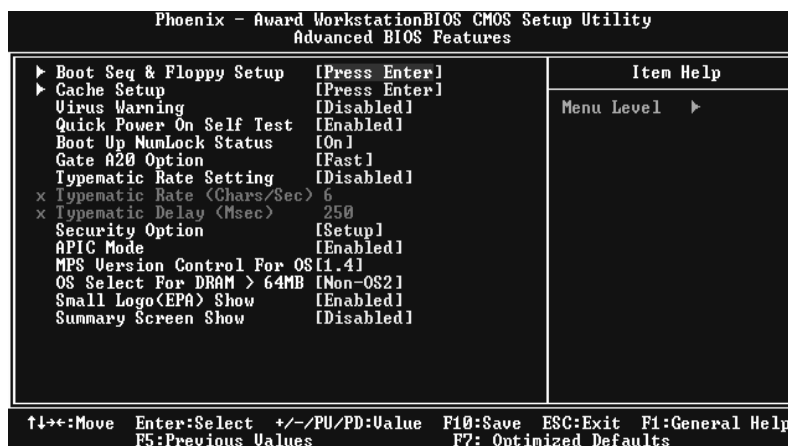 Phoenix - Award WorkstationBIOS CMOS Setup Utility
Advanced BIOS Features
Boot Seq & Floppy Setup [Press Enter]
Cache Setup [Press Enter]
Virus Warning [Disabled]
Quick Power On Self Test [Enabled]
Boot Up NumLock Status [On]
Gate A20 Option [Fast]
Typematic Rate Setting [Disabled]
x Typematic Rate (Chars/Sec) 6
x Typematic Delay (Msec) 250
Security Option [Setup]
APIC Mode [Enabled]
MPS Version Control For OS[1.4]
OS Select For DRAM > 64MB [Non-OS2]
Small Logo(EPA) Show [Enabled]
Summary Screen Show [Disabled]
Item Help
Menu Level
↑↓→←:Move Enter:Select +/-/PU/PD:Value F10:Save ESC:Exit F1:General Help
F5:Previous Values F7: Optimized Defaults